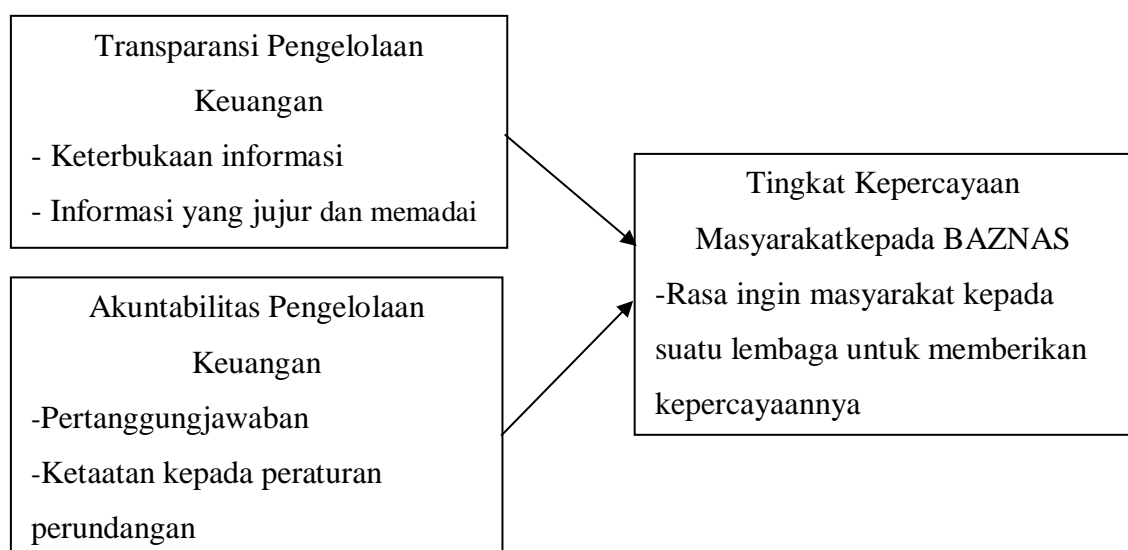 Transparansi Pengelolaan
Keuangan
- Keterbukaan informasi
- Informasi yang jujur dan memadai
Akuntabilitas Pengelolaan
Keuangan
-Pertanggungjawaban
-Ketaatan kepada peraturan
perundangan
Tingkat Kepercayaan
Masyarakatkepada BAZNAS
-Rasa ingin masyarakat kepada
suatu lembaga untuk memberikan
kepercayaannya